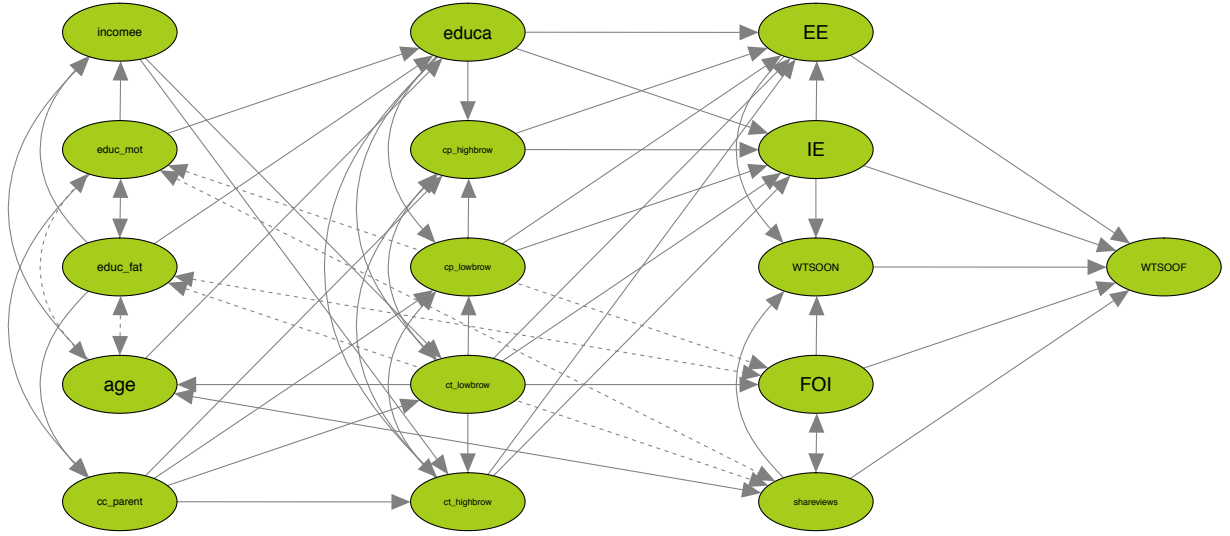 incomee
educa
EE
educ_mot
cp_highbrow
IE
educ_fat
cp_lowbrow
WTSOON
WTSOOF
age
ct_lowbrow
FOI
cc_parent
ct_highbrow
shareviews